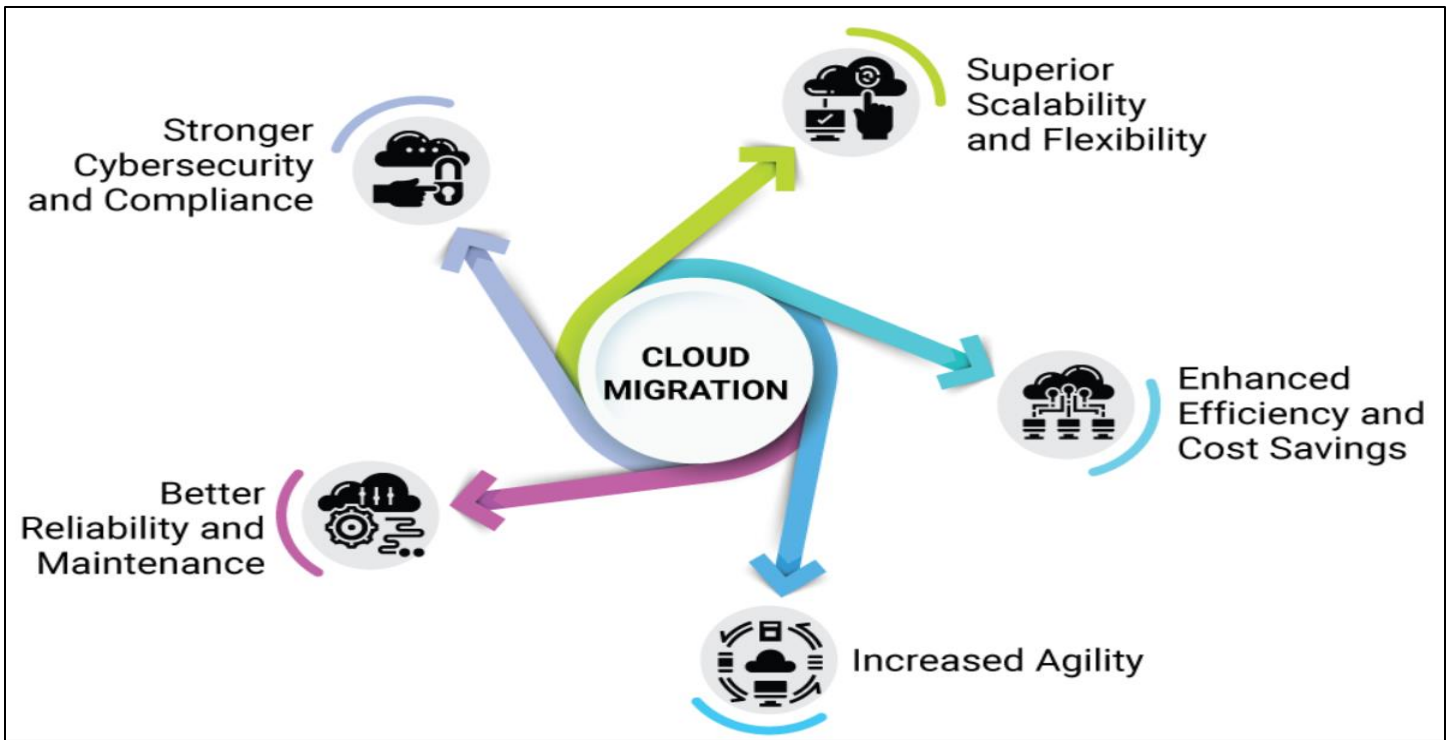 Superior
Scalability
and Flexibility
Stronger
Cybersecurity
and Compliance
CLOUD
MIGRATION
Enhanced
Efficiency and
Cost Savings
Better
Reliability and
Maintenance
Increased Agility